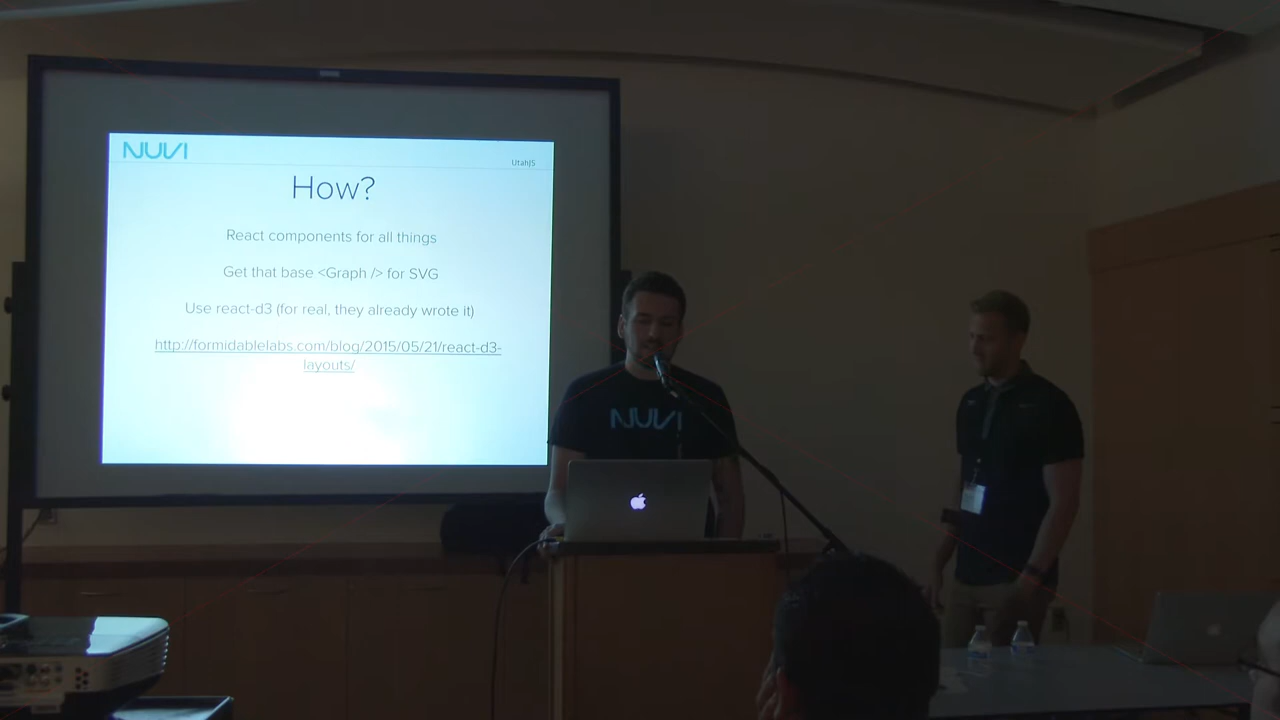 NUVI
UtahJS
How?
React components for all things
Get that base <Graph /> for SVG
Use react-d3 (for real, they already wrote it)
http://formidablelabs.com/blog/2015/05/21/react-d3-
layouts/
NUVI